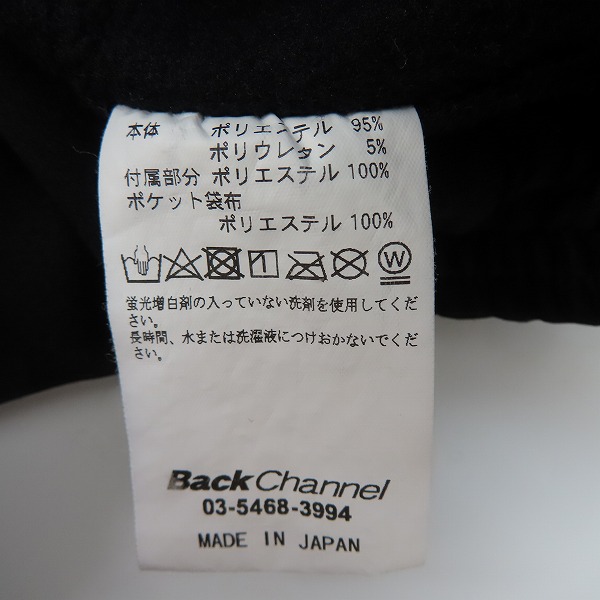 本体 ポリエステル 95%
ポリウレタン 5%
付属部分 ポリエステル 100%
ポケット袋布
ポリエステル 100%
W
蛍光増白剤の入っていない洗剤を使用してくだ
さい。
長時間、水または洗濯液につけおかないでくだ
さい。
BackChannel
03-5468-3994
MADE IN JAPAN